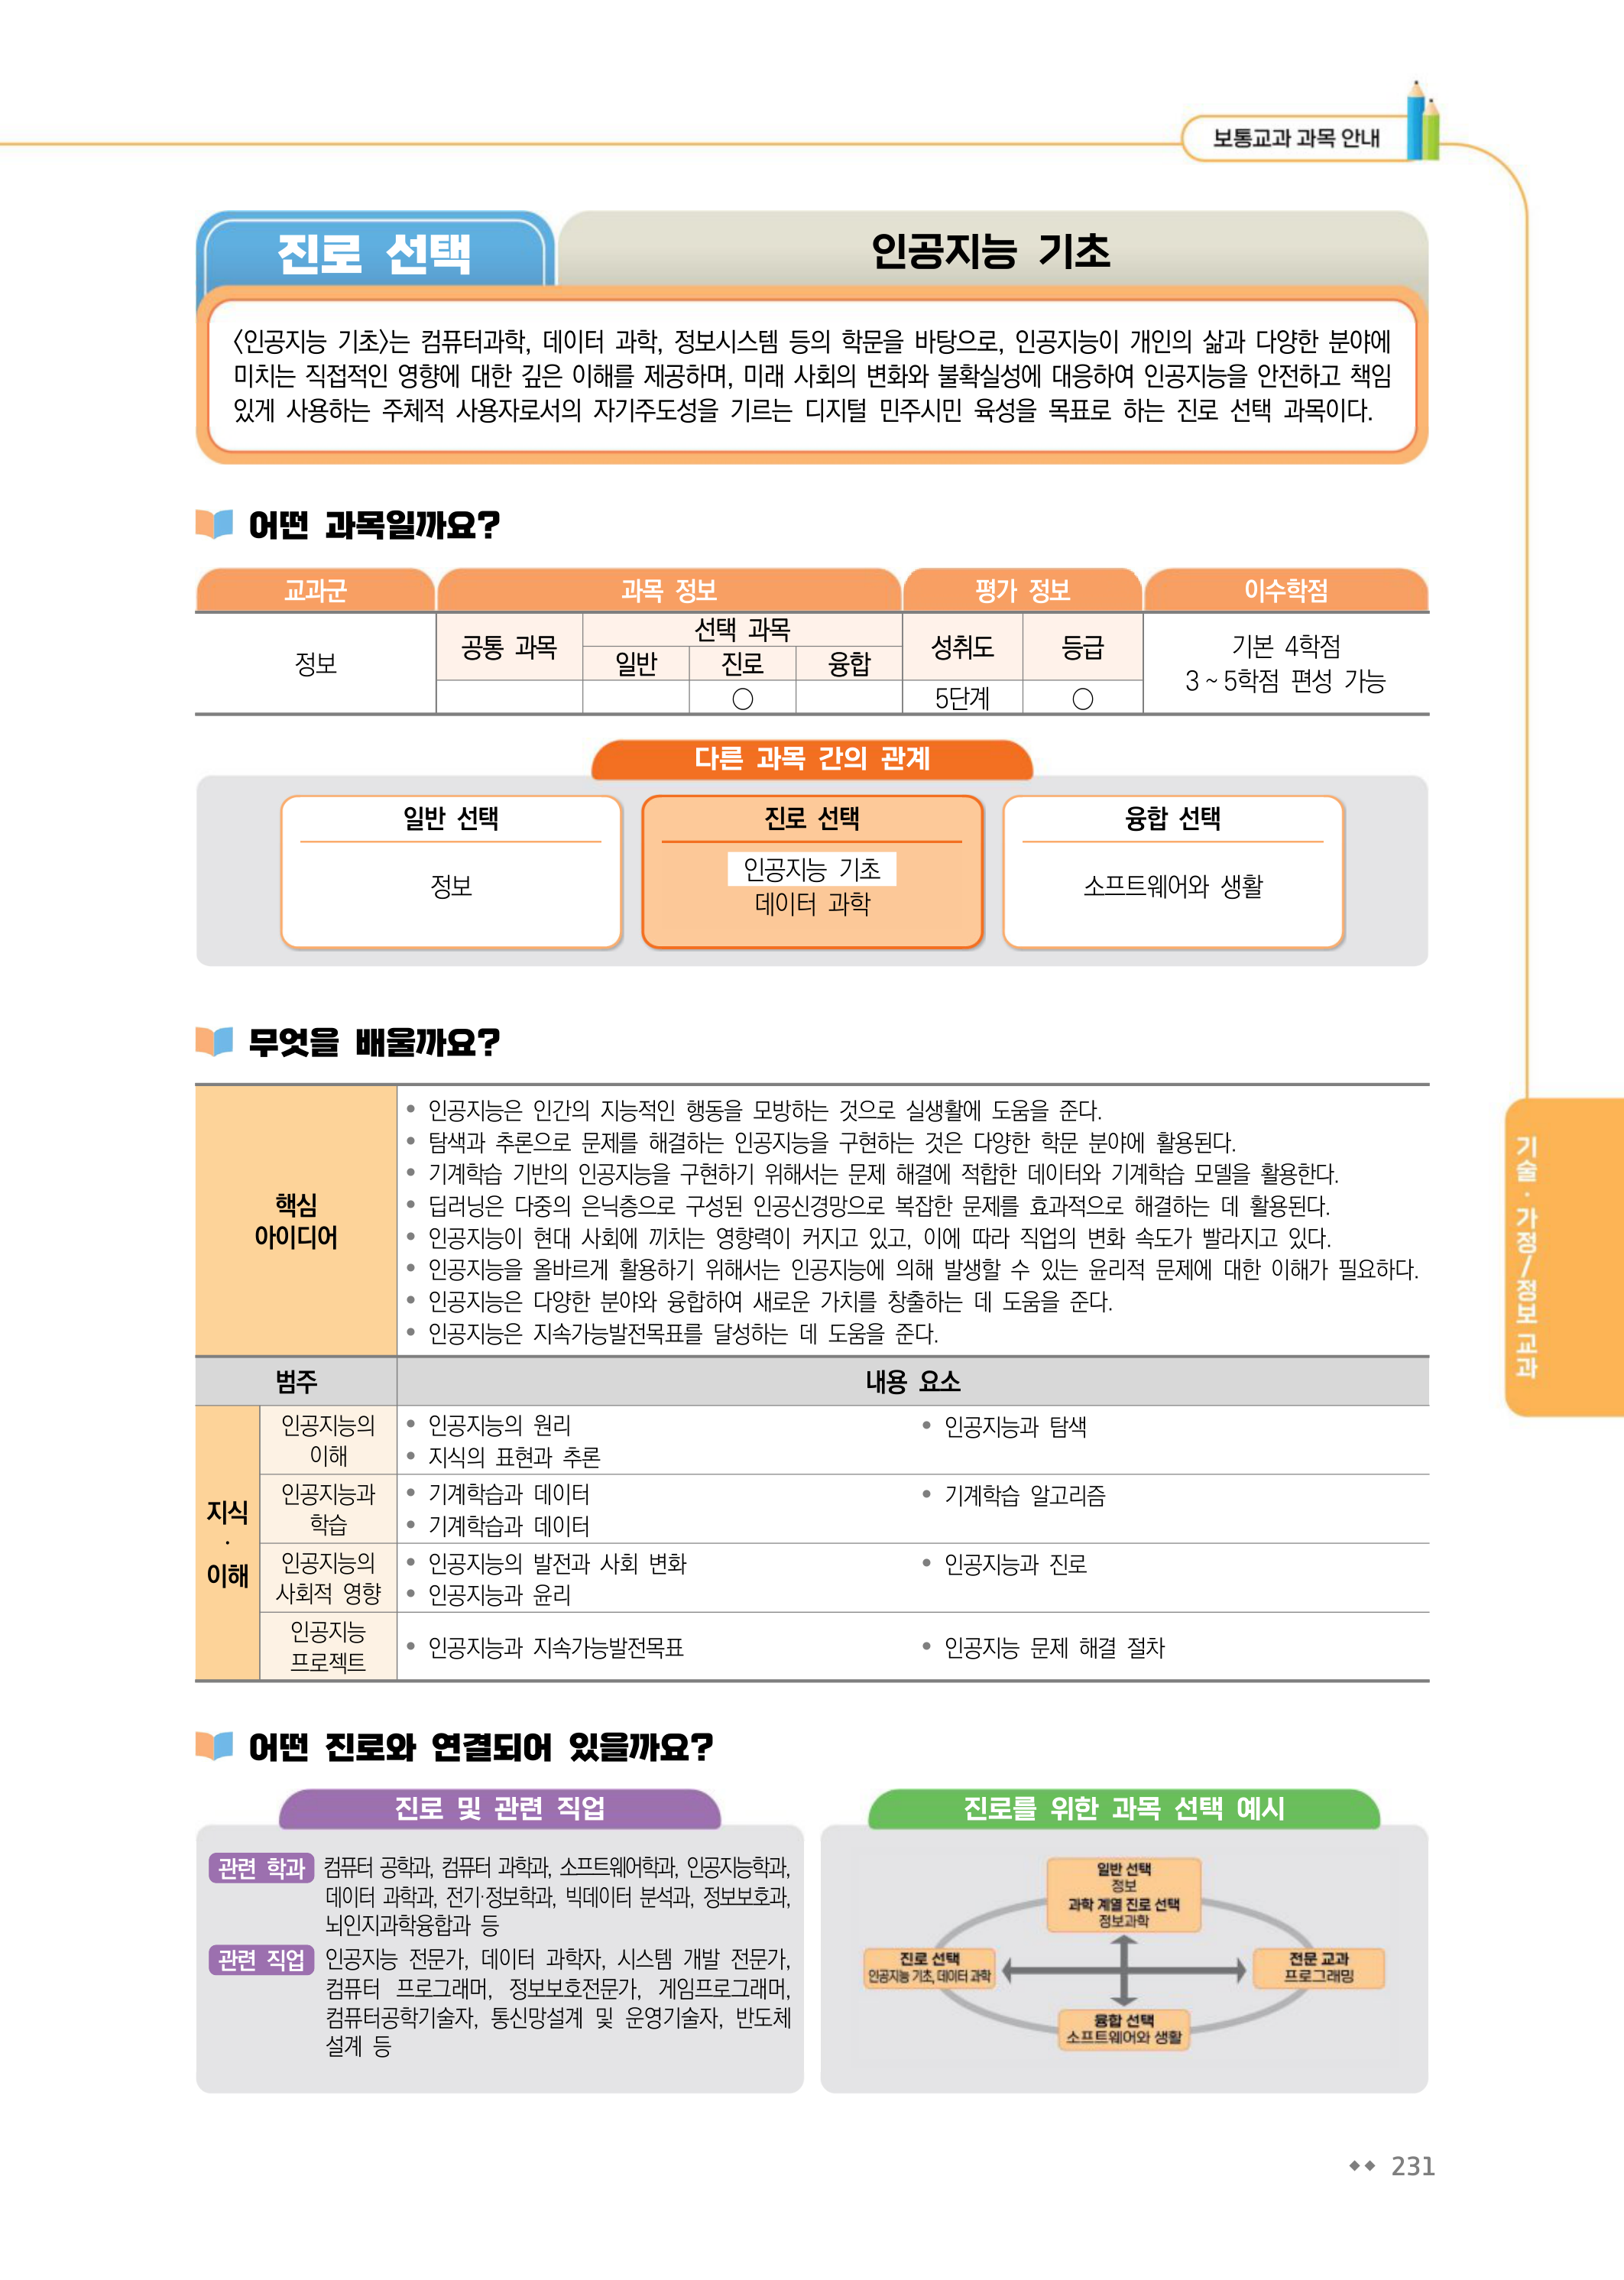 보통교과 과목 안내
진로 선택
인공지능 기초
〈인공지능 기초〉는 컴퓨터과학, 데이터 과학, 정보시스템 등의 학문을 바탕으로, 인공지능이 개인의 삶과 다양한 분야에
미치는 직접적인 영향에 대한 깊은 이해를 제공하며, 미래 사회의 변화와 불확실성에 대응하여 인공지능을 안전하고 책임
있게 사용하는 주체적 사용자로서의 자기주도성을 기르는 디지털 민주시민 육성을 목표로 하는 진로 선택 과목이다.
어떤 과목일까요?
교과군 과목 정보 평가 정보 이수학점
정보
공통 과목
선택 과목
일반 진로 융합
○
성취도 등급
5단계 ○
기본 4학점
3 ~ 5학점 편성 가능
다른 과목 간의 관계
일반 선택
정보
진로 선택
인공지능 기초
데이터 과학
융합 선택
소프트웨어와 생활
무엇을 배울까요?
핵심
아이디어
• 인공지능은 인간의 지능적인 행동을 모방하는 것으로 실생활에 도움을 준다.
• 탐색과 추론으로 문제를 해결하는 인공지능을 구현하는 것은 다양한 학문 분야에 활용된다.
• 기계학습 기반의 인공지능을 구현하기 위해서는 문제 해결에 적합한 데이터와 기계학습 모델을 활용한다.
• 딥러닝은 다중의 은닉층으로 구성된 인공신경망으로 복잡한 문제를 효과적으로 해결하는 데 활용된다.
• 인공지능이 현대 사회에 끼치는 영향력이 커지고 있고, 이에 따라 직업의 변화 속도가 빨라지고 있다.
• 인공지능을 올바르게 활용하기 위해서는 인공지능에 의해 발생할 수 있는 윤리적 문제에 대한 이해가 필요하다.
• 인공지능은 다양한 분야와 융합하여 새로운 가치를 창출하는 데 도움을 준다.
• 인공지능은 지속가능발전목표를 달성하는 데 도움을 준다.
범주 내용 요소
지식
·
이해
인공지능의
이해
• 인공지능의 원리
• 지식의 표현과 추론
• 인공지능과 탐색
인공지능과
학습
• 기계학습과 데이터
• 기계학습과 데이터
• 기계학습 알고리즘
인공지능의
사회적 영향
• 인공지능의 발전과 사회 변화
• 인공지능과 윤리
• 인공지능과 진로
인공지능
프로젝트
• 인공지능과 지속가능발전목표
• 인공지능 문제 해결 절차
어떤 진로와 연결되어 있을까요?
진로 및 관련 직업
관련 학과 컴퓨터 공학과, 컴퓨터 과학과, 소프트웨어학과, 인공지능학과,
데이터 과학과, 전기·정보학과, 빅데이터 분석과, 정보보호과,
뇌인지과학융합과 등
관련 직업 인공지능 전문가, 데이터 과학자, 시스템 개발 전문가,
컴퓨터 프로그래머, 정보보호전문가, 게임프로그래머,
컴퓨터공학기술자, 통신망설계 및 운영기술자, 반도체
설계 등
진로를 위한 과목 선택 예시
일반 선택
정보
과학 계열 진로 선택
정보과학
진로 선택
인공지능 기초, 데이터 과학
전문 교과
프로그래밍
융합 선택
소프트웨어와 생활
기술·가정/정보 교과
231